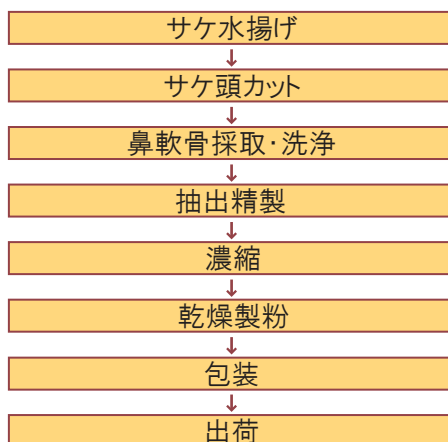 サケ水揚げ
↓
サケ頭カット
↓
鼻軟骨採取・洗浄
↓
抽出精製
↓
濃縮
↓
乾燥製粉
↓
包装
↓
出荷